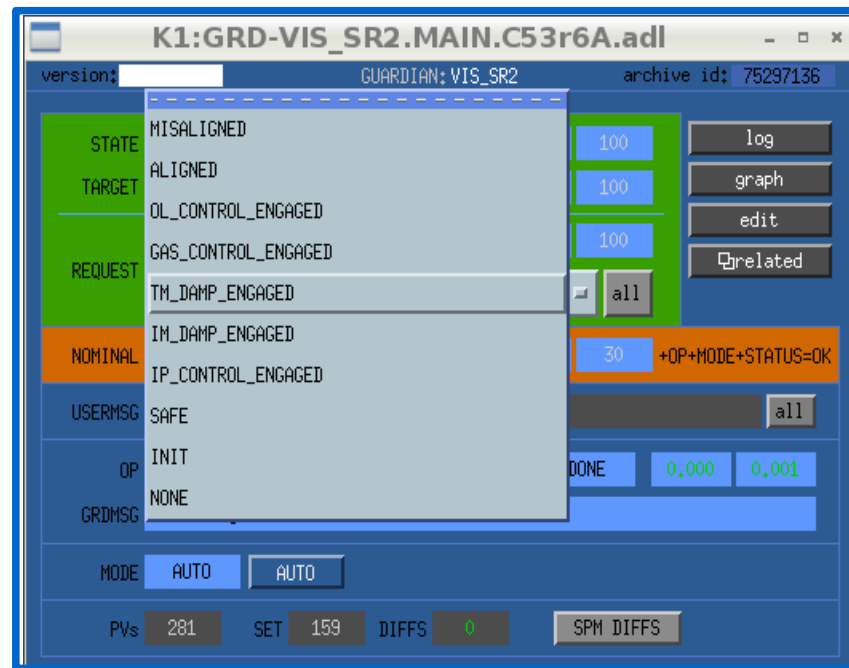 K1:GRD-VIS_SR2.MAIN.C53r6A.adl
version: GUARDIAN: VIS_SR2 archive id: 75297136
MISALIGNED
STATE 100 log
ALIGNED
TARGET 100 graph
OL_CONTROL_ENGAGED
edit
GAS_CONTROL_ENGAGED 100
REQUEST related
TM_DAMP_ENGAGED all
IM_DAMP_ENGAGED
NOMINAL 30 +OP+MODE+STATUS=OK
IP_CONTROL_ENGAGED
USERMSG SAFE all
INIT
OP DONE 0.000 0.001
NONE
GRDMSG
MODE AUTO AUTO
PVs 281 SET 159 DIFFS 0 SPM DIFFS